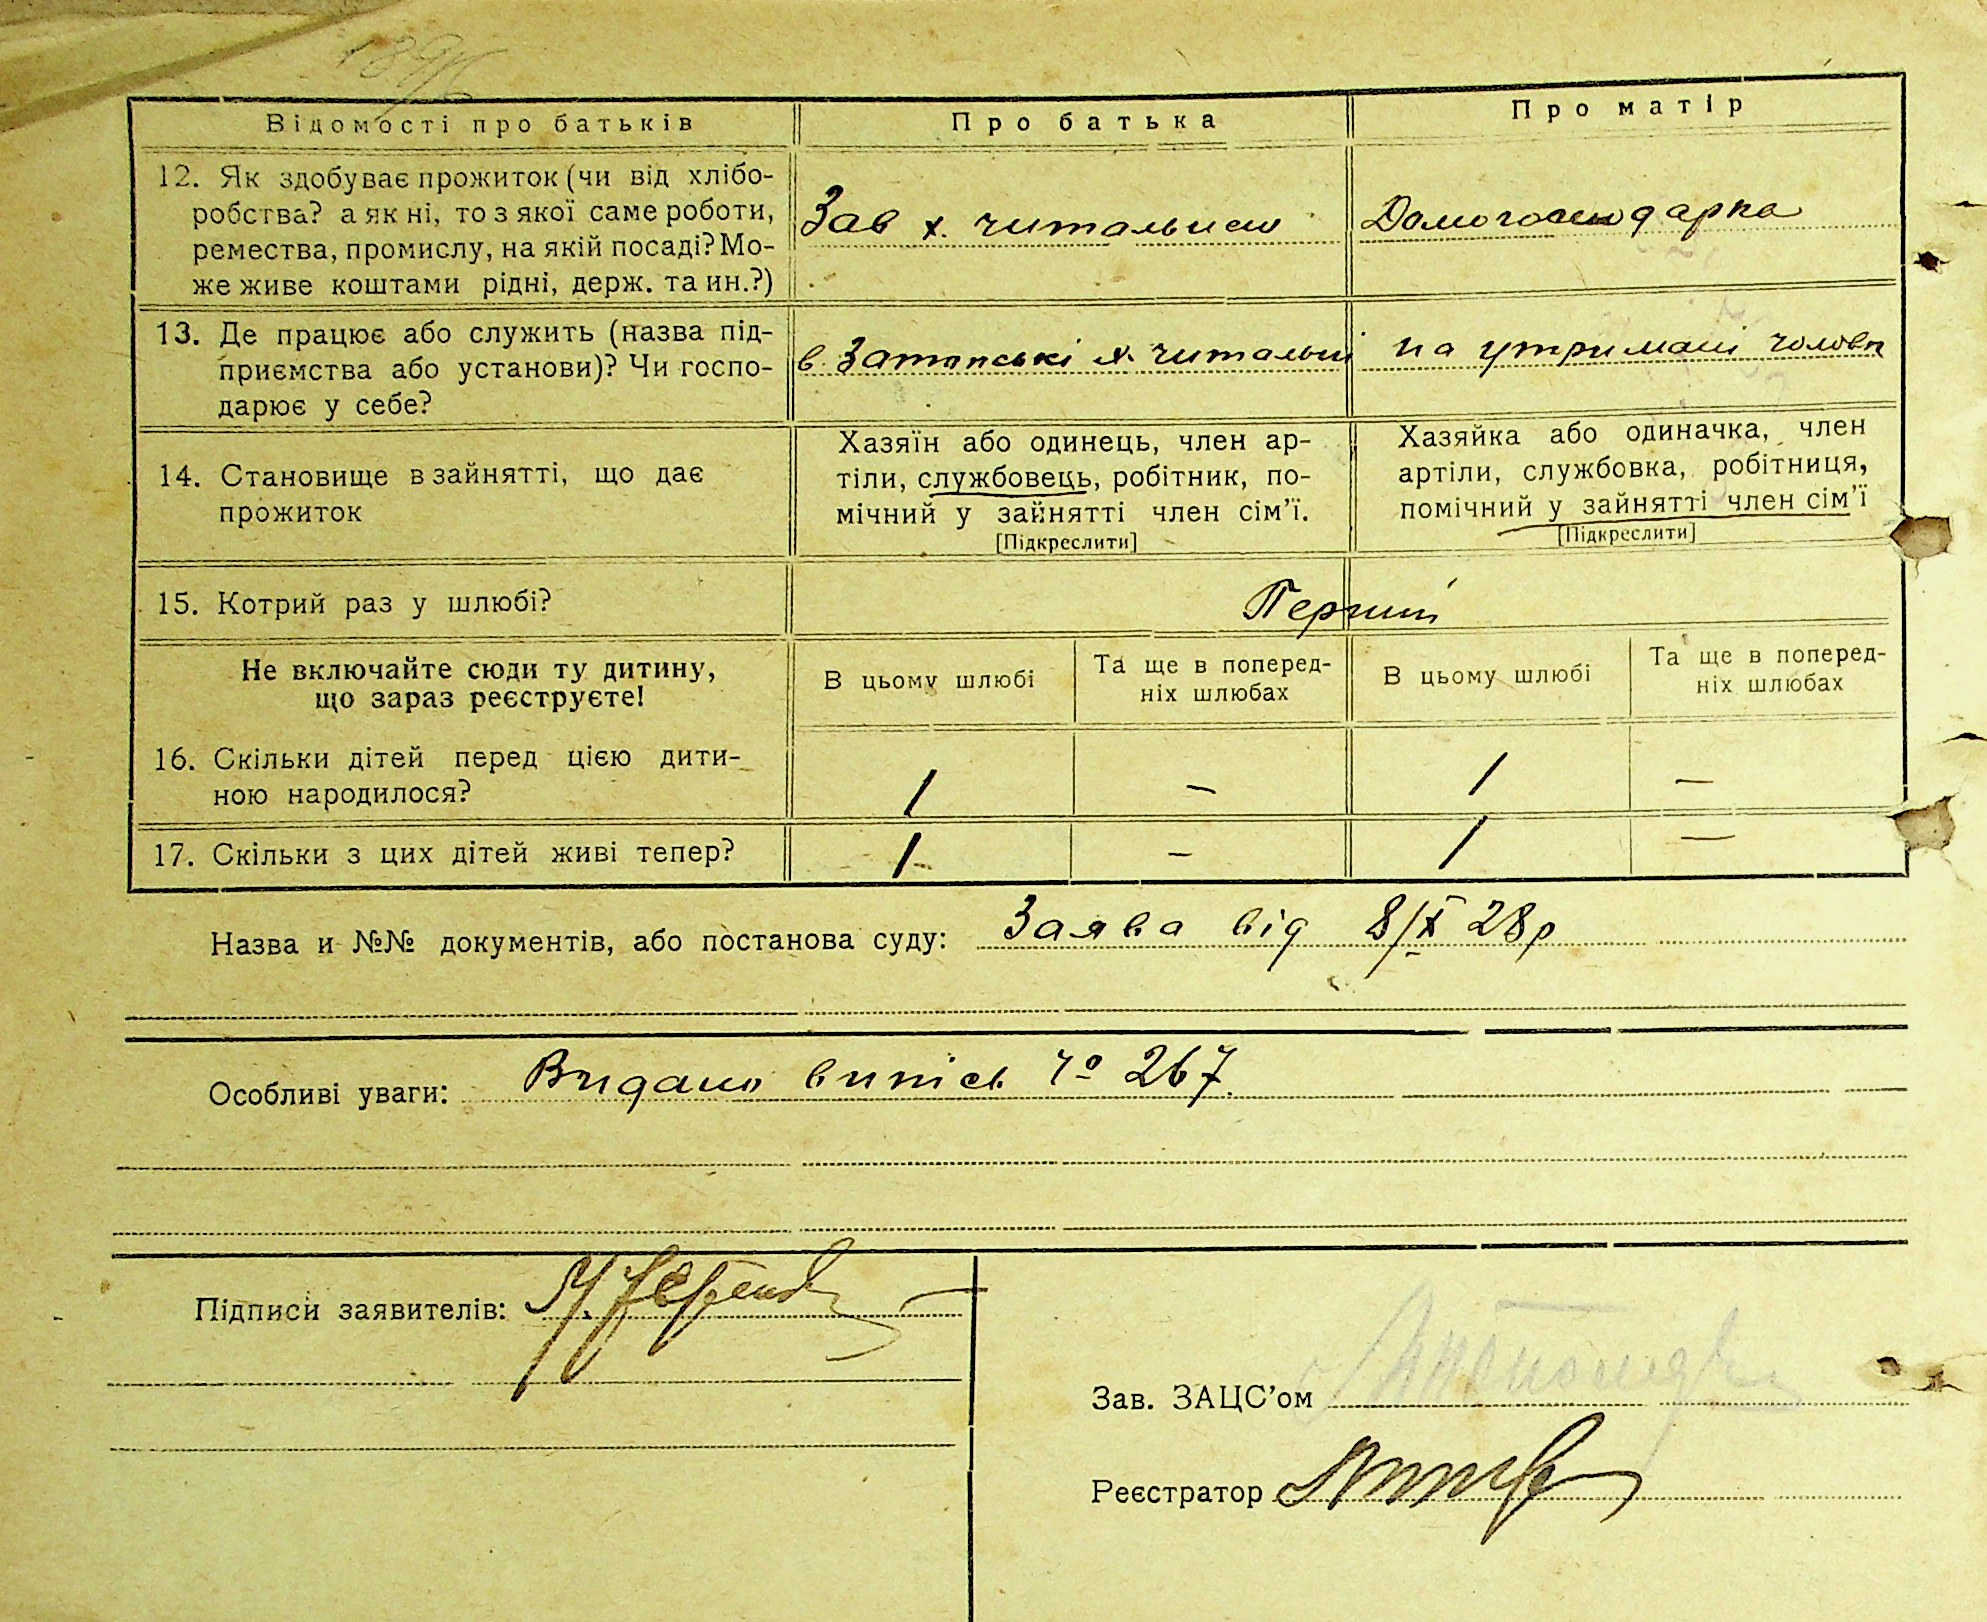 Відомості про батьків
Про батька
Про матір
12. Як здобуває прожиток (чи від хлібо-
робства? а як ні, то з якої саме роботи,
ремества, промислу, на якій посаді? Мо-
же живе коштами рідні, держ. та ин.?)
Зав х. читальнею
Домогосподарка
13. Де працює або служить (назва під-
приємства або установи)? Чи госпо-
дарює у себе?
в х. читальні
на утримані чолов
14. Становище в зайнятті, що дає
прожиток
Хазяїн або одинець, член ар-
тіли, службовець, робітник, по-
мічний у зайнятті член сім'ї.
[Підкреслити]
Хазяйка або одиначка, член
артіли, службовка, робітниця,
помічний у зайнятті член сім'ї
[Підкреслити]
15. Котрий раз у шлюбі?
Перший
Не включайте сюди ту дитину,
що зараз реєструєте!
В цьому шлюбі
Та ще в поперед-
ніх шлюбах
В цьому шлюбі
Та ще в поперед-
ніх шлюбах
16. Скільки дітей перед цією дити-
ною народилося?
1 – 1 –
17. Скільки з цих дітей живі тепер?
1 – 1 –
Назва и №№ документів, або постанова суду: Заява від 8/X 28р
Особливі уваги: Видано випись № 267.
Підписи заявителів:
Зав. ЗАЦС'ом
Реєстратор